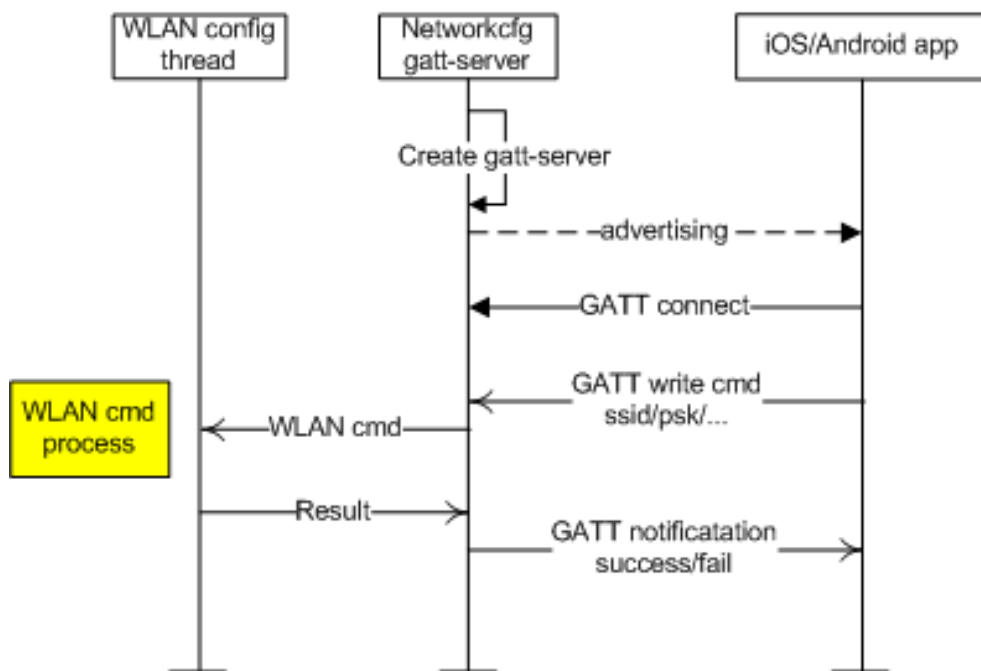 WLAN config
thread
Networkcfg
gatt-server
iOS/Android app
Create gatt-server
advertising
GATT connect
GATT write cmd
ssid/psk/...
WLAN cmd
process
WLAN cmd
Result
GATT notificatation
success/fail